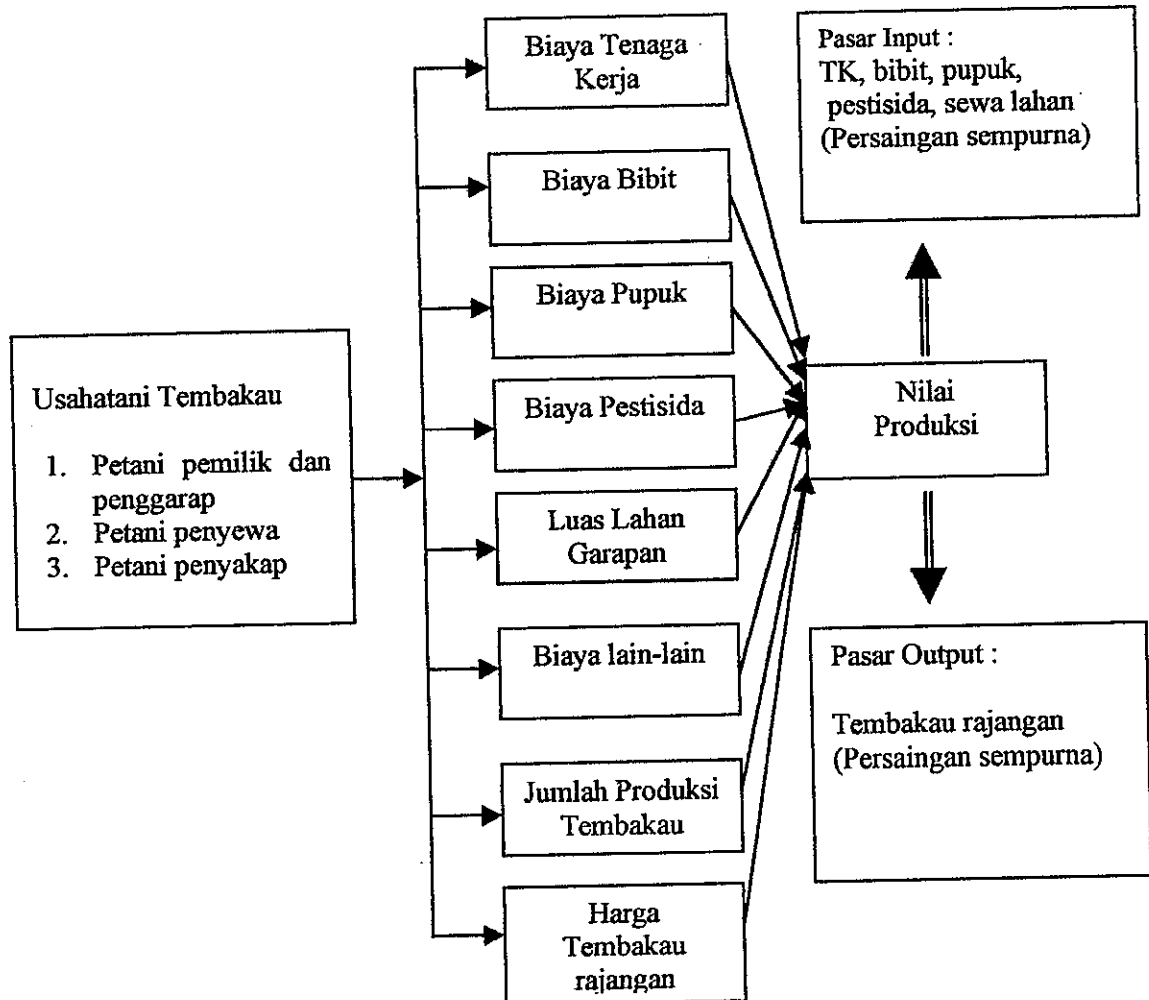 Usahatani Tembakau
1. Petani pemilik dan
penggarap
2. Petani penyewa
3. Petani penyakap
Biaya Tenaga
Kerja
Biaya Bibit
Biaya Pupuk
Biaya Pestisida
Luas Lahan
Garapan
Biaya lain-lain
Jumlah Produksi
Tembakau
Harga
Tembakau
rajangan
Pasar Input :
TK, bibit, pupuk,
pestisida, sewa lahan
(Persaingan sempurna)
Nilai
Produksi
Pasar Output :
Tembakau rajangan
(Persaingan sempurna)